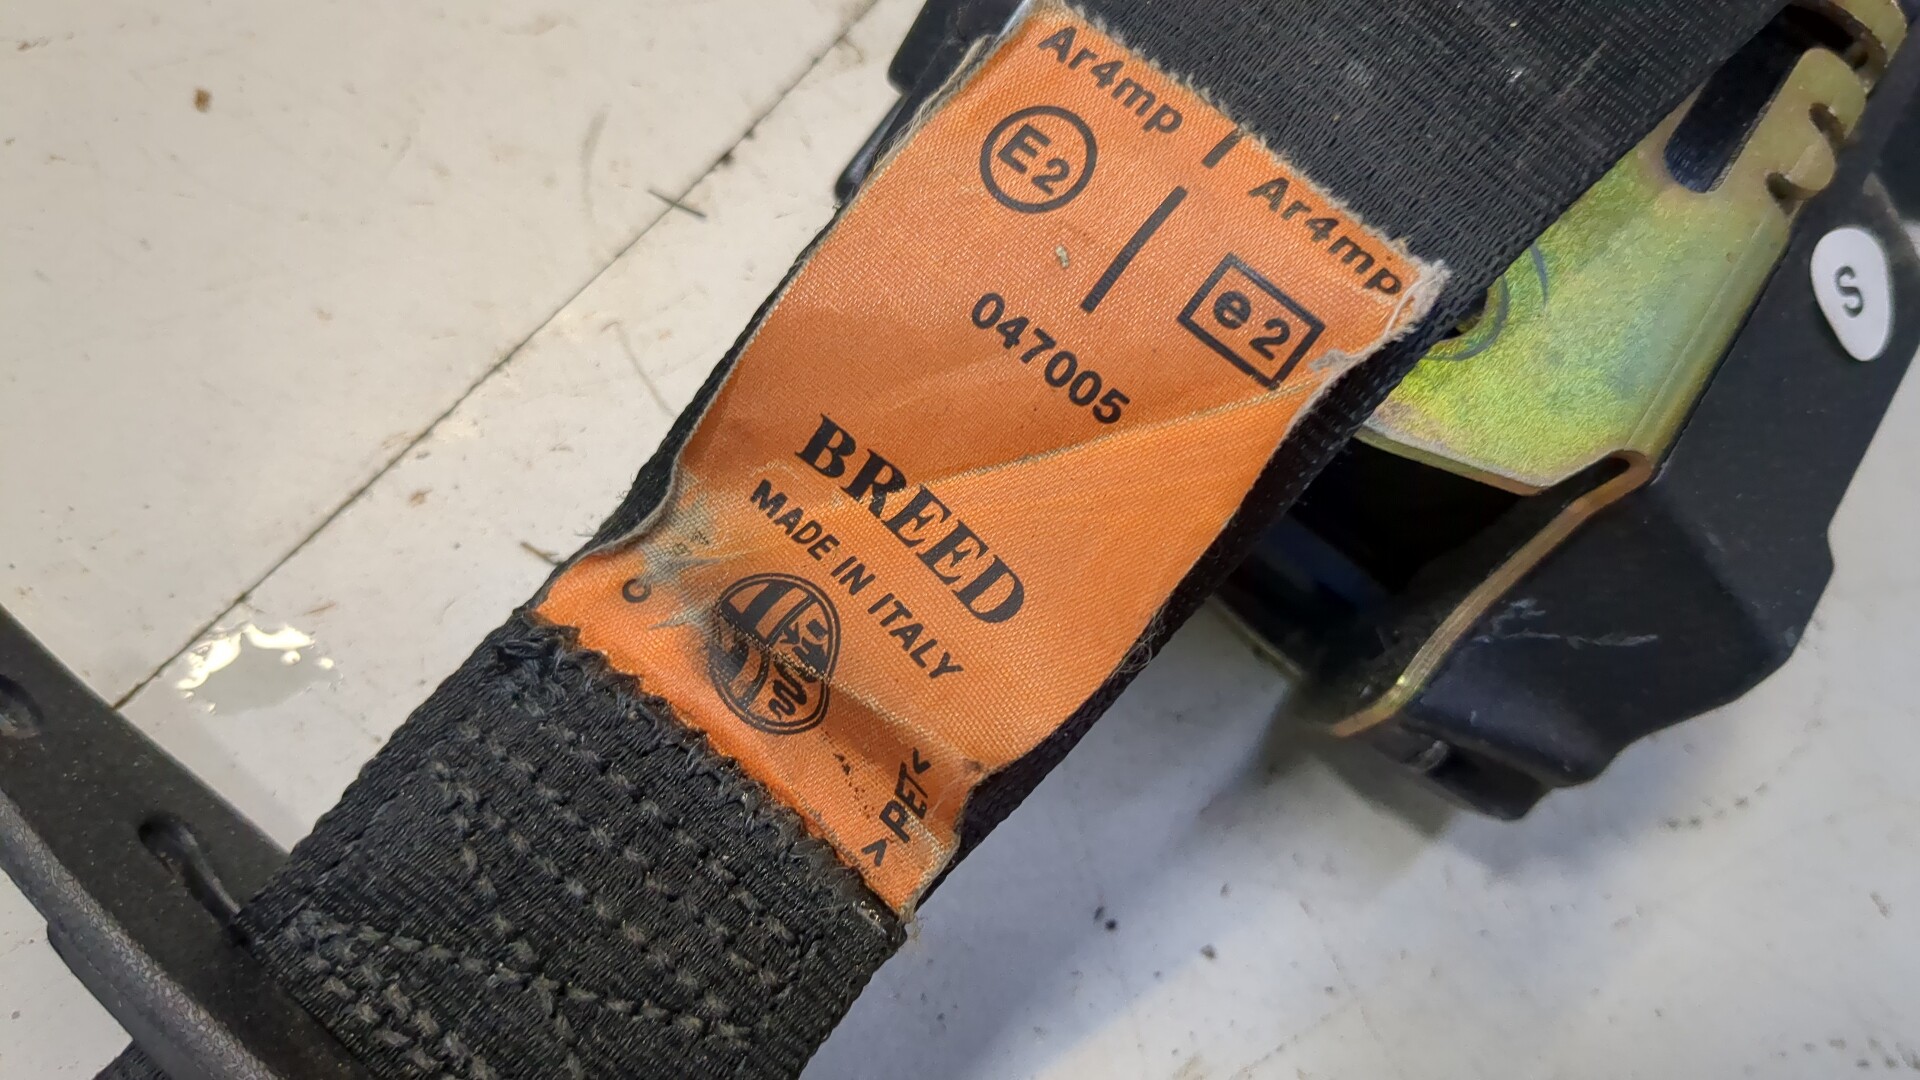 Ar4mp | Ar4mp
E2 | e2
047005
BREED
MADE IN ITALY
C
>PET<
S